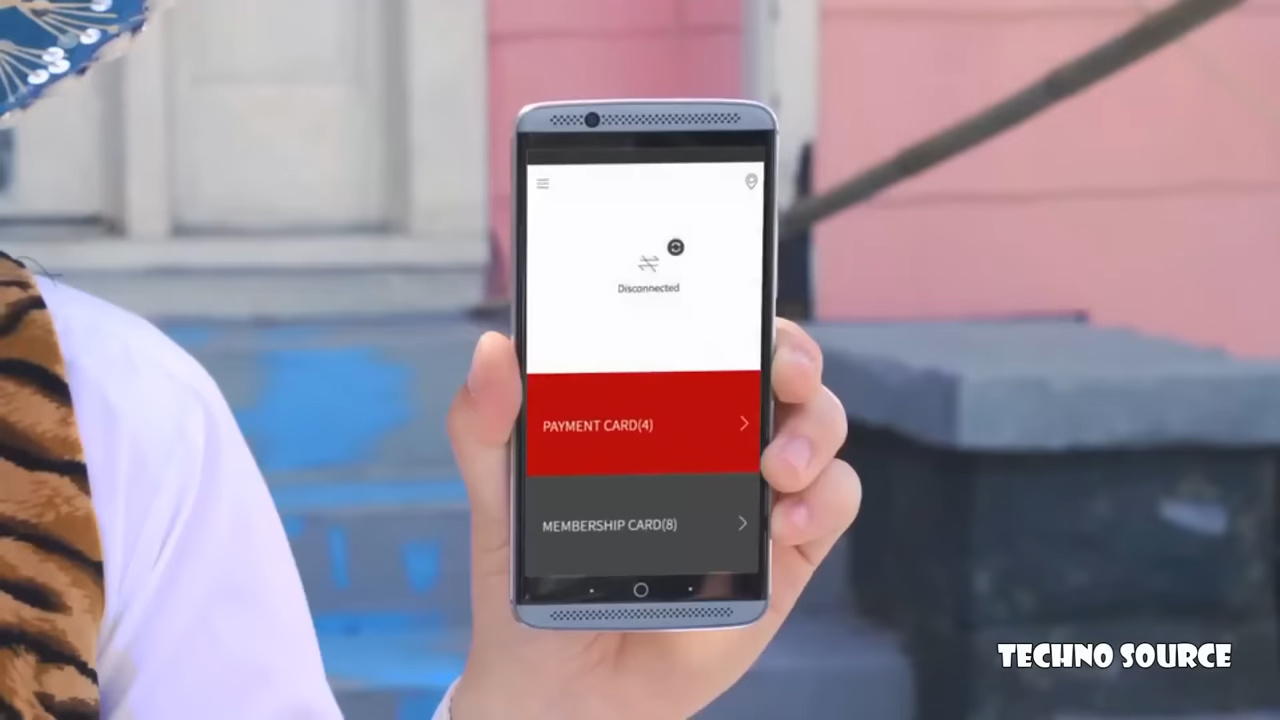 Disconnected
PAYMENT CARD(4)
MEMBERSHIP CARD(8)
TECHNO SOURCE